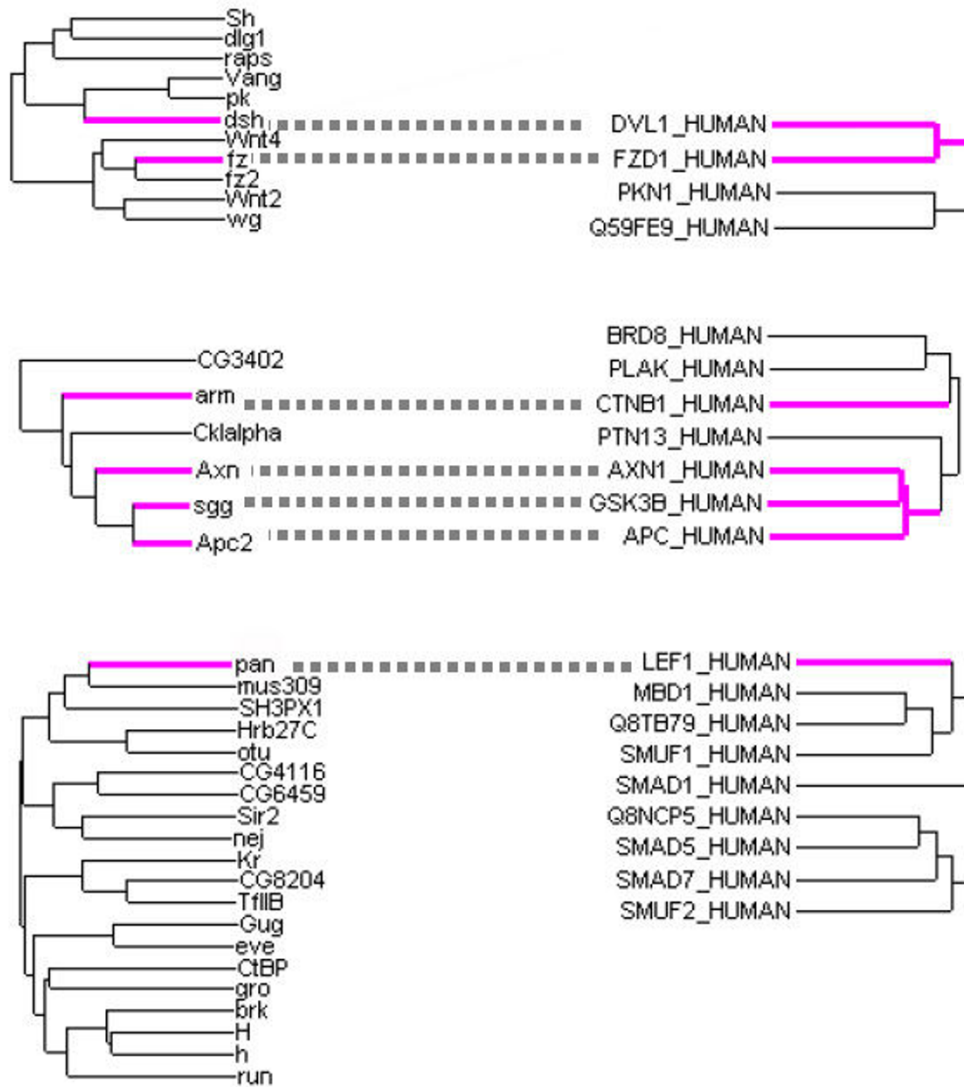 Sh
dlg1
raps
Vang
pk
dsh
Wnt4
fz
fz2
Wnt2
wg
DVL1_HUMAN
FZD1_HUMAN
PKN1_HUMAN
Q59FE9_HUMAN
CG3402
arm
CkIalpha
Axn
sgg
Apc2
BRD8_HUMAN
PLAK_HUMAN
CTNB1_HUMAN
PTN13_HUMAN
AXN1_HUMAN
GSK3B_HUMAN
APC_HUMAN
pan
mus309
SH3PX1
Hrb27C
otu
CG4116
CG6459
Sir2
nej
Kr
CG8204
TfIIB
Gug
eve
CtBP
gro
brk
H
h
run
LEF1_HUMAN
MBD1_HUMAN
Q8TB79_HUMAN
SMUF1_HUMAN
SMAD1_HUMAN
Q8NCP5_HUMAN
SMAD5_HUMAN
SMAD7_HUMAN
SMUF2_HUMAN